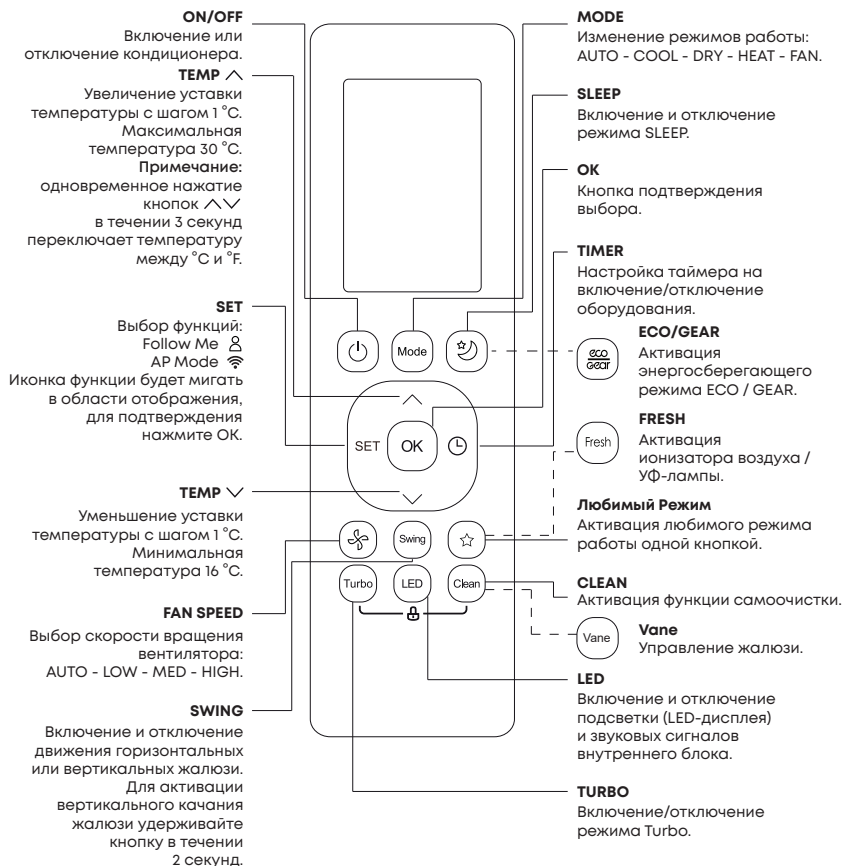 ON/OFF
Включение или
отключение кондиционера.
TEMP
Увеличение уставки
температуры с шагом 1 °C.
Максимальная
температура 30 °C.
Примечание:
одновременное нажатие
кнопок
в течении 3 секунд
переключает температуру
между °C и °F.
SET
Выбор функций:
Follow Me
AP Mode
Иконка функции будет мигать
в области отображения,
для подтверждения
нажмите OK.
TEMP
Уменьшение уставки
температуры с шагом 1 °C.
Минимальная
температура 16 °C.
FAN SPEED
Выбор скорости вращения
вентилятора:
AUTO - LOW - MED - HIGH.
SWING
Включение и отключение
движения горизонтальных
или вертикальных жалюзи.
Для активации
вертикального качания
жалюзи удерживайте
кнопку в течении
2 секунд.
Mode
SET
OK
Swing
Turbo
LED
Clean
MODE
Изменение режимов работы:
AUTO - COOL - DRY - HEAT - FAN.
SLEEP
Включение и отключение
режима SLEEP.
OK
Кнопка подтверждения
выбора.
TIMER
Настройка таймера на
включение/отключение
оборудования.
eco
Gear
ECO/GEAR
Активация
энергосберегающего
режима ECO / GEAR.
Fresh
FRESH
Активация
ионизатора воздуха /
УФ-лампы.
Любимый Режим
Активация любимого режима
работы одной кнопкой.
CLEAN
Активация функции самоочистки.
Vane
Vane
Управление жалюзи.
LED
Включение и отключение
подсветки (LED-дисплея)
и звуковых сигналов
внутреннего блока.
TURBO
Включение/отключение
режима Turbo.